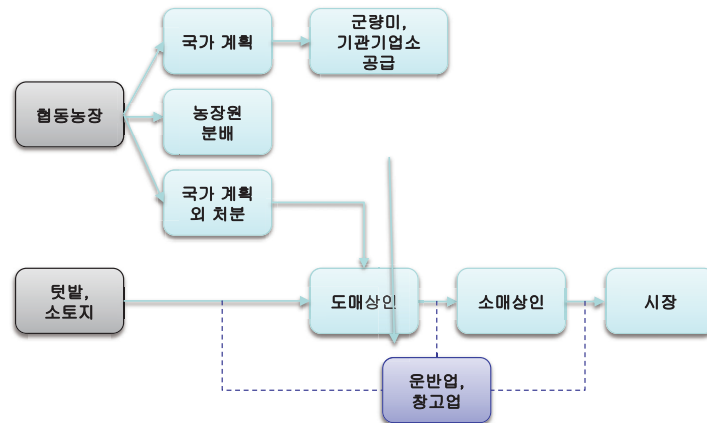 국가 계획
군량미,
기관기업소
공급
협동농장
농장원
분배
국가 계획
외 처분
텃밭,
소토지
도매상인
소매상인
시장
운반업,
창고업